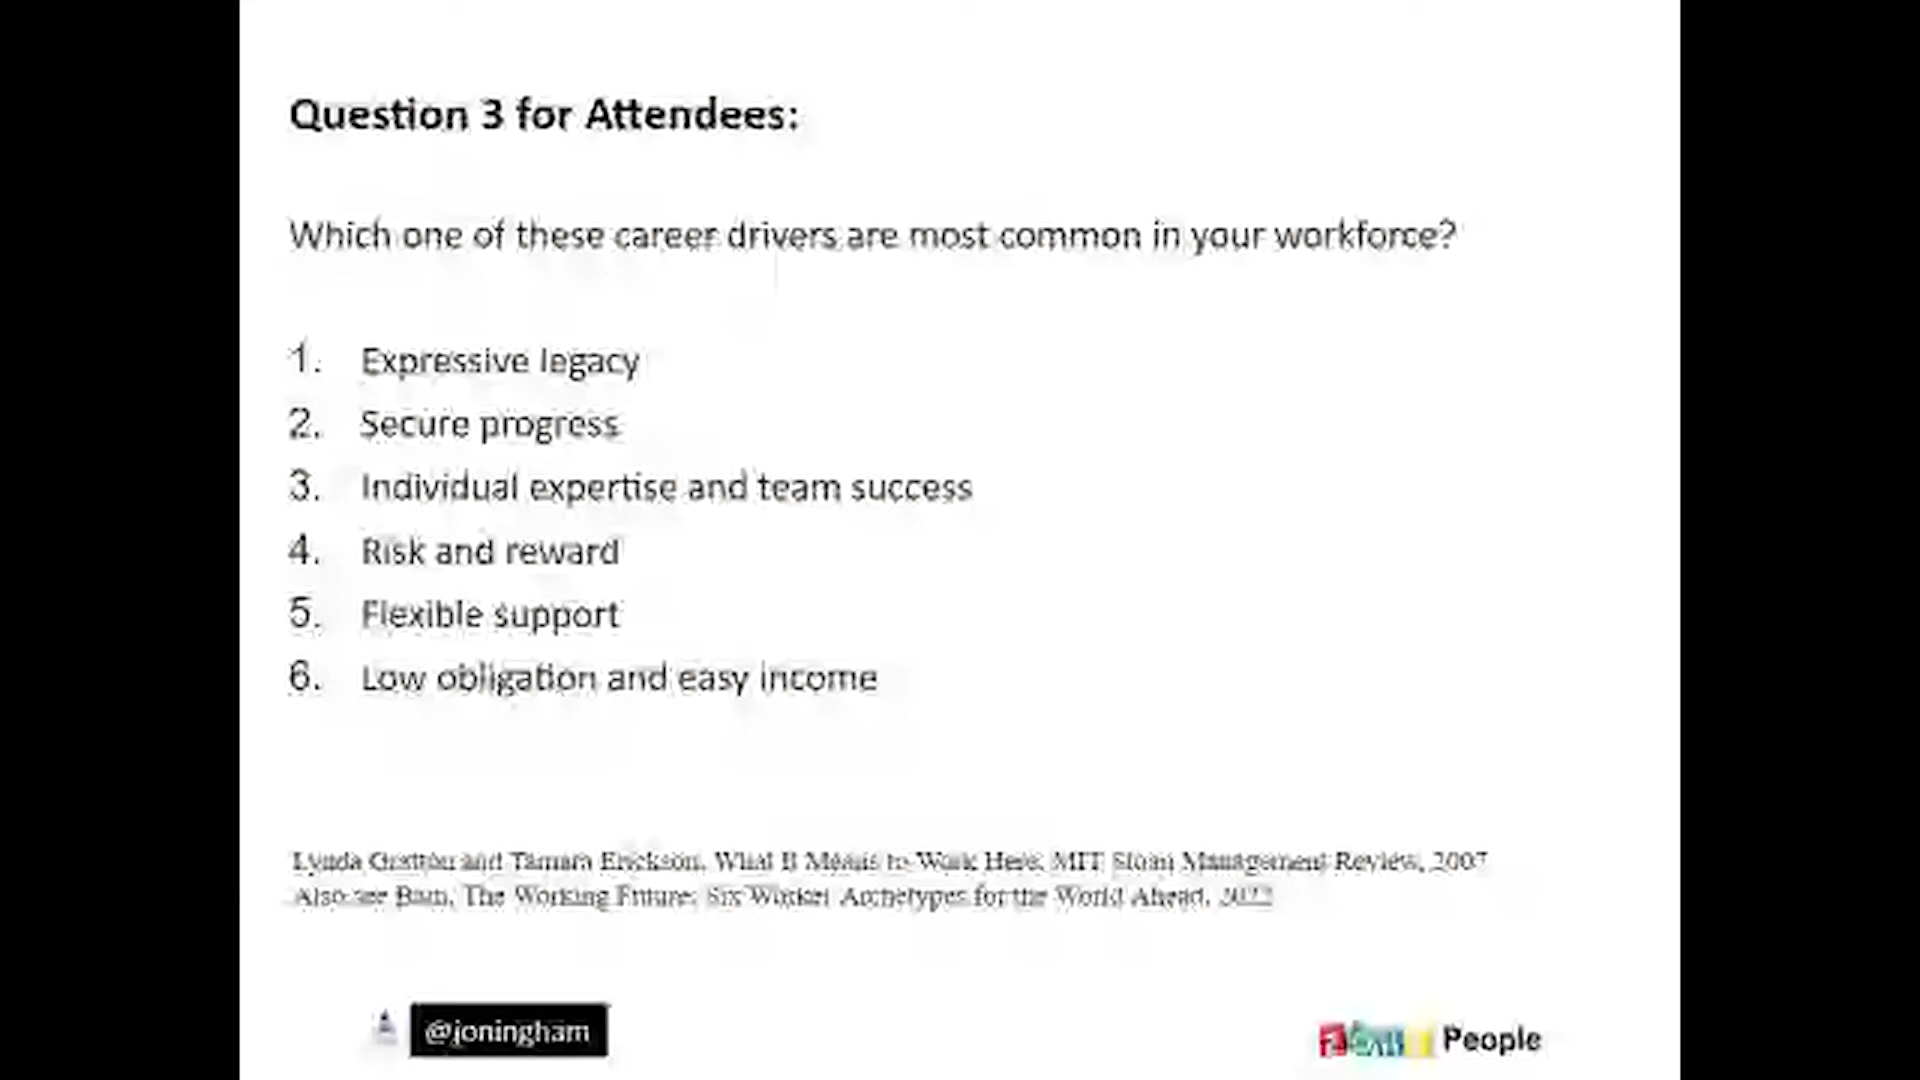 Question 3 for Attendees:
Which one of these career drivers are most common in your workforce?
1. Expressive legacy
2. Secure progress
3. Individual expertise and team success
4. Risk and reward
5. Flexible support
6. Low obligation and easy income
Lynda Gratton and Tamara Erickson, What It Means to Work Here, MIT Sloan Management Review, 2007
Also see Bain, The Working Future: Six Worker Archetypes for the World Ahead, 2022
@joningham
People